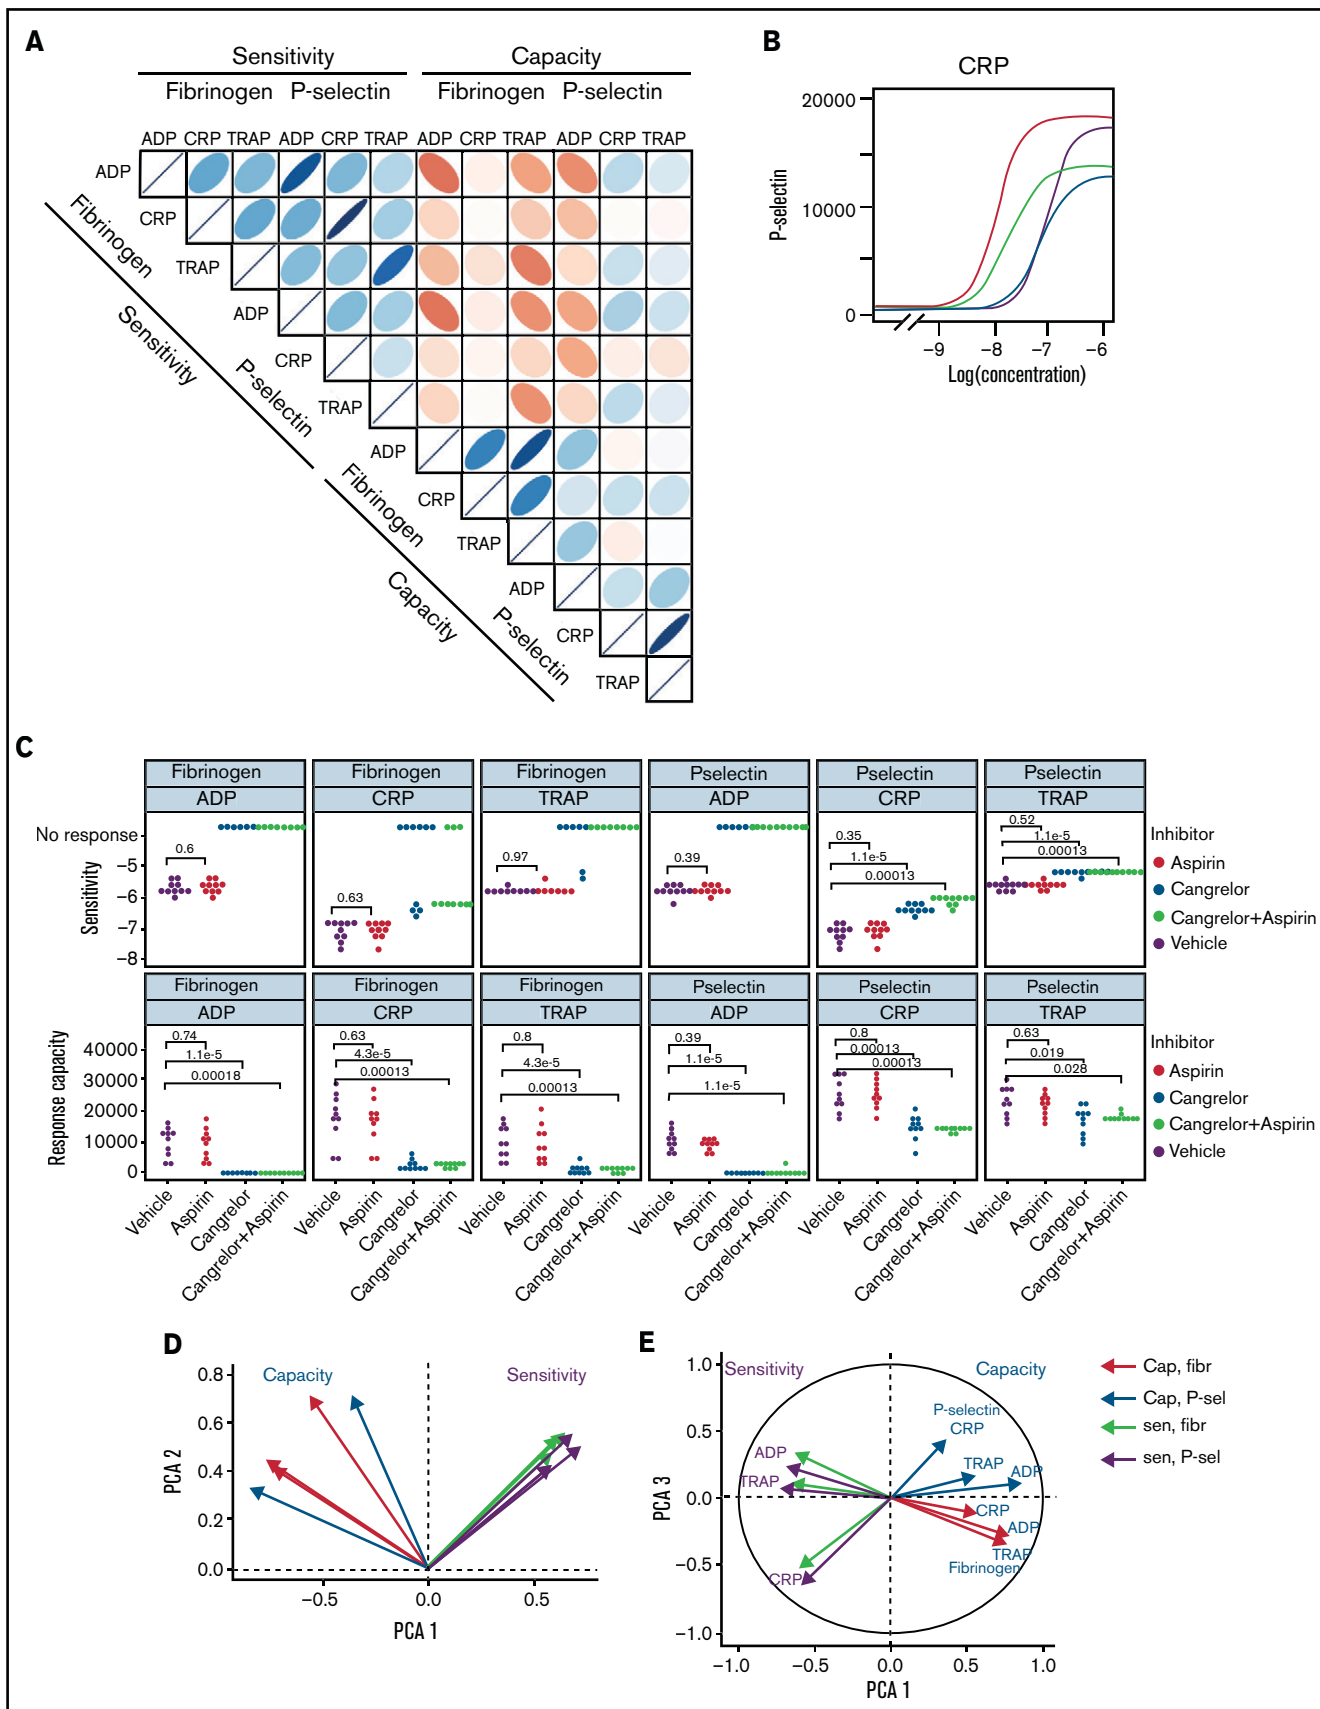 A
Sensitivity Capacity
Fibrinogen P-selectin Fibrinogen P-selectin
ADP CRP TRAP ADP CRP TRAP ADP CRP TRAP ADP CRP TRAP
ADP
CRP
TRAP
ADP
CRP
TRAP
ADP
CRP
TRAP
ADP
CRP
TRAP
Fibrinogen
Sensitivity
P-selectin
Fibrinogen
Capacity
P-selectin
B
CRP
P-selectin
20000
10000
0
−9 −8 −7 −6
Log(concentration)
C
Fibrinogen Fibrinogen Fibrinogen Pselectin Pselectin Pselectin
ADP CRP TRAP ADP CRP TRAP
Sensitivity
No response
−5
−6
−7
−8
0.6
0.63
0.97
0.39
0.35
1.1e-5
0.00013
0.52
1.1e-5
0.00013
Inhibitor
Aspirin
Cangrelor
Cangrelor+Aspirin
Vehicle
Fibrinogen Fibrinogen Fibrinogen Pselectin Pselectin Pselectin
ADP CRP TRAP ADP CRP TRAP
Response capacity
40000
30000
20000
10000
0
0.74
1.1e-5
0.00018
0.63
4.3e-5
0.00013
0.8
4.3e-5
0.00013
0.39
1.1e-5
1.1e-5
0.8
0.00013
0.00013
0.63
0.019
0.028
Inhibitor
Aspirin
Cangrelor
Cangrelor+Aspirin
Vehicle
Vehicle Aspirin Cangrelor Cangrelor+Aspirin
Vehicle Aspirin Cangrelor Cangrelor+Aspirin
Vehicle Aspirin Cangrelor Cangrelor+Aspirin
Vehicle Aspirin Cangrelor Cangrelor+Aspirin
Vehicle Aspirin Cangrelor Cangrelor+Aspirin
Vehicle Aspirin Cangrelor Cangrelor+Aspirin
D
Capacity Sensitivity
PCA 2
0.8
0.6
0.4
0.2
0.0
−0.5 0.0 0.5
PCA 1
E
Sensitivity Capacity
PCA 3
1.0
0.5
0.0
−0.5
−1.0
P-selectin
CRP
TRAP
ADP
ADP
TRAP
CRP
ADP
TRAP
Fibrinogen
CRP
−1.0 −0.5 0.0 0.5 1.0
PCA 1
Cap, fibr
Cap, P-sel
sen, fibr
sen, P-sel